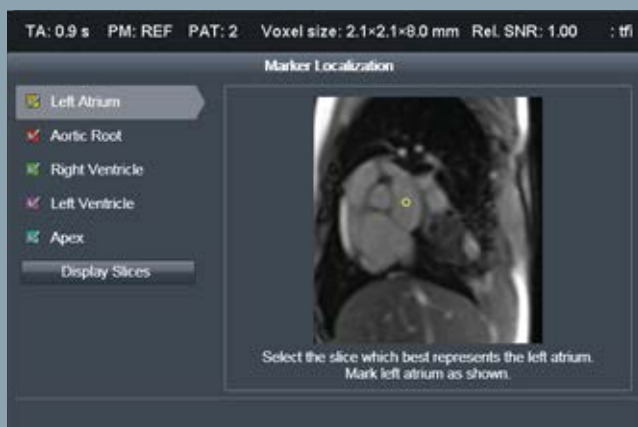 TA: 0.9 s PM: REF PAT: 2 Voxel size: 2.1×2.1×8.0 mm Rel. SNR: 1.00 : tfi
Marker Localization
Left Atrium
Aortic Root
Right Ventricle
Left Ventricle
Apex
Display Slices
Select the slice which best represents the left atrium.
Mark left atrium as shown.